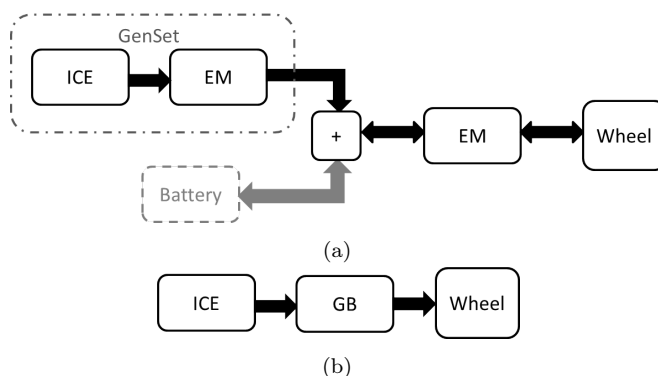 GenSet
ICE EM
+ EM Wheel
Battery
(a)
ICE GB Wheel
(b)